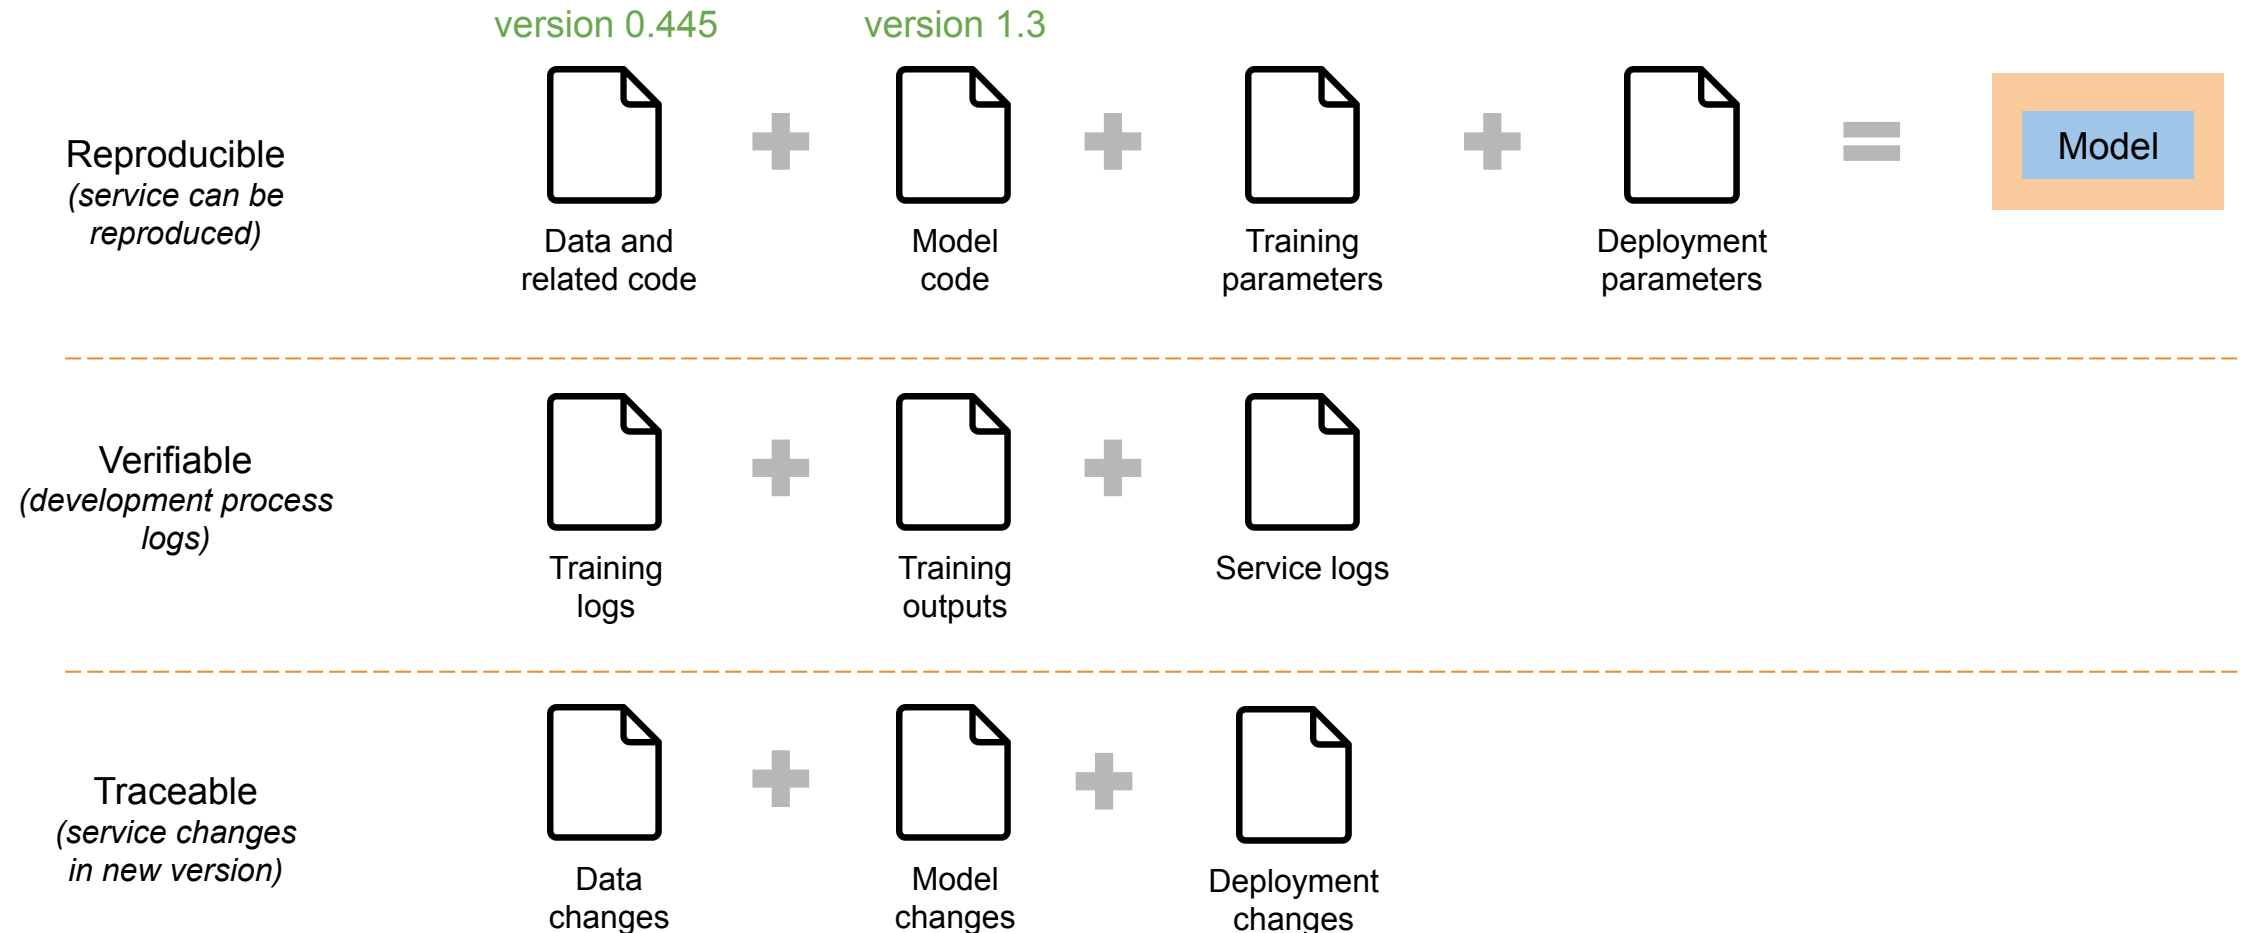 version 0.445
version 1.3
Reproducible
(service can be
reproduced)
Data and
related code
Model
code
Training
parameters
Deployment
parameters
Model
Verifiable
(development process
logs)
Training
logs
Training
outputs
Service logs
Traceable
(service changes
in new version)
Data
changes
Model
changes
Deployment
changes